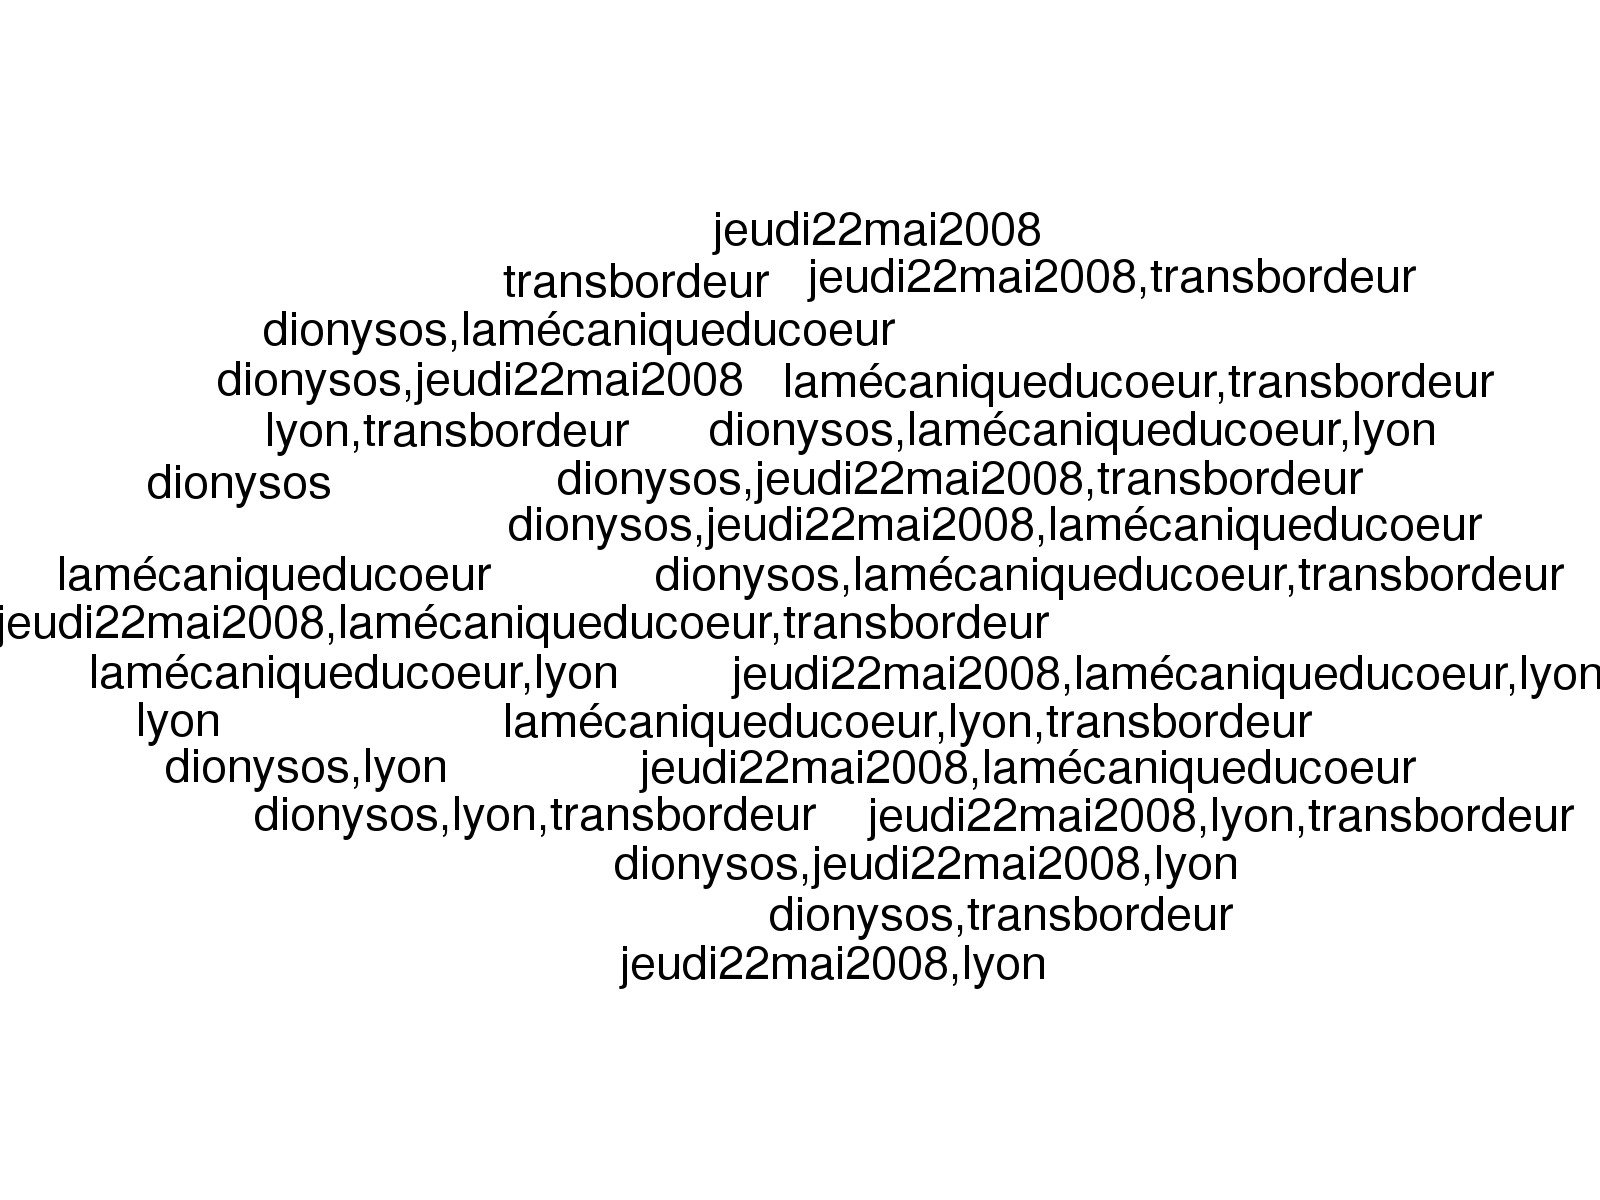 jeudi22mai2008
transbordeur jeudi22mai2008,transbordeur
dionysos,lamécaniqueducoeur
dionysos,jeudi22mai2008 lamécaniqueducoeur,transbordeur
lyon,transbordeur dionysos,lamécaniqueducoeur,lyon
dionysos dionysos,jeudi22mai2008,transbordeur
dionysos,jeudi22mai2008,lamécaniqueducoeur
lamécaniqueducoeur dionysos,lamécaniqueducoeur,transbordeur
jeudi22mai2008,lamécaniqueducoeur,transbordeur
lamécaniqueducoeur,lyon jeudi22mai2008,lamécaniqueducoeur,lyon
lyon lamécaniqueducoeur,lyon,transbordeur
dionysos,lyon jeudi22mai2008,lamécaniqueducoeur
dionysos,lyon,transbordeur jeudi22mai2008,lyon,transbordeur
dionysos,jeudi22mai2008,lyon
dionysos,transbordeur
jeudi22mai2008,lyon